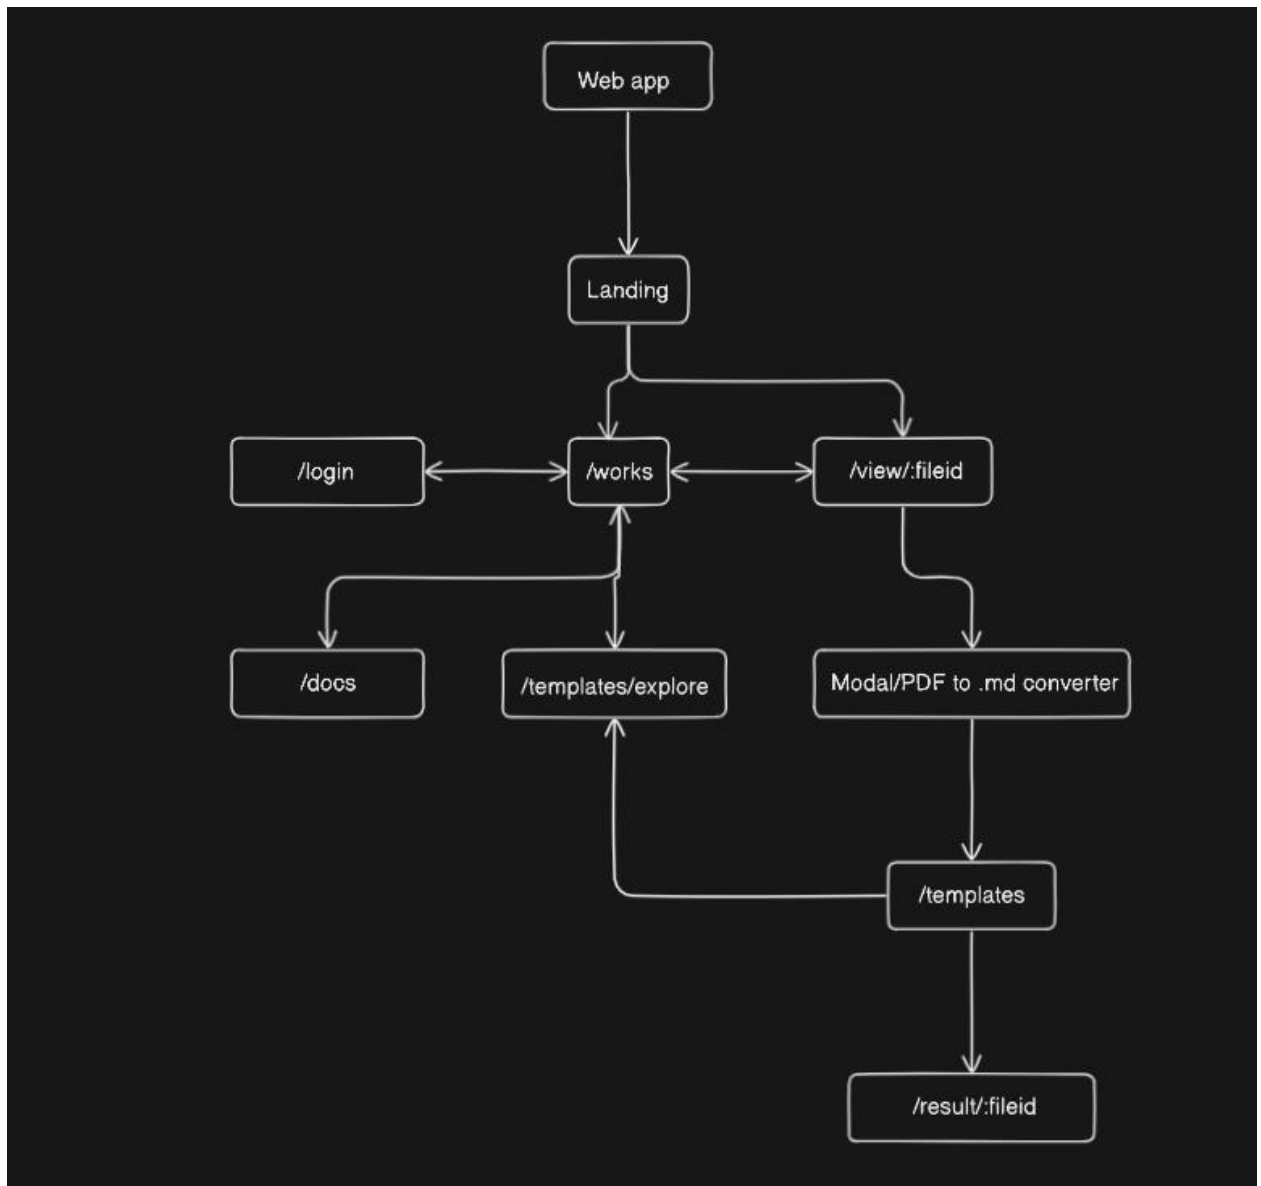 Web app
Landing
/login
/works
/view/:fileid
/docs
/templates/explore
Modal/PDF to .md converter
/templates
/result/:fileid